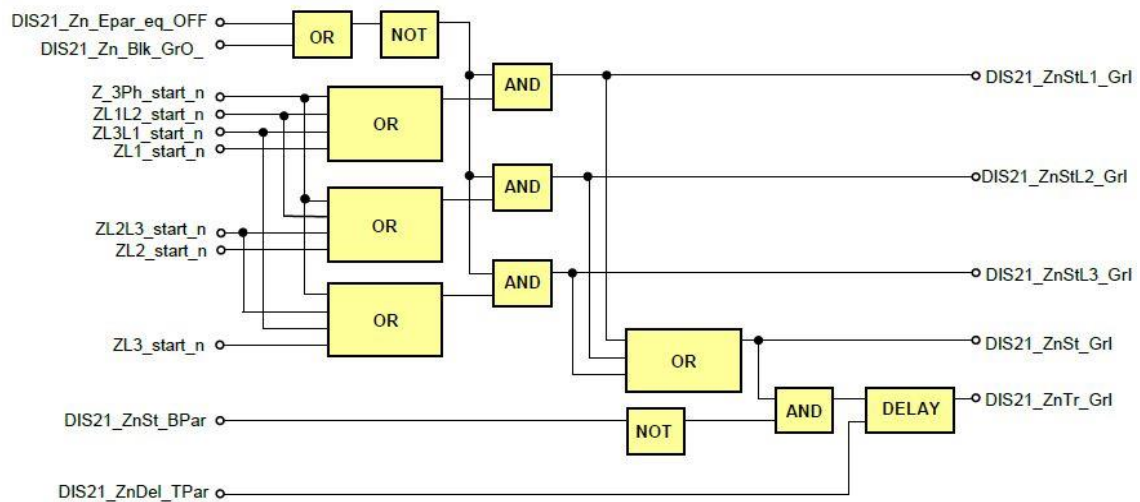 DIS21_Zn_Epar_eq_OFF
OR
NOT
DIS21_Zn_Blk_GrO_
AND
DIS21_ZnStL1_GrI
Z_3Ph_start_n
ZL1L2_start_n
OR
ZL3L1_start_n
ZL1_start_n
AND
DIS21_ZnStL2_GrI
OR
ZL2L3_start_n
ZL2_start_n
AND
DIS21_ZnStL3_GrI
OR
ZL3_start_n
OR
DIS21_ZnSt_GrI
AND
DELAY
DIS21_ZnTr_GrI
DIS21_ZnSt_BPar
NOT
DIS21_ZnDel_TPar